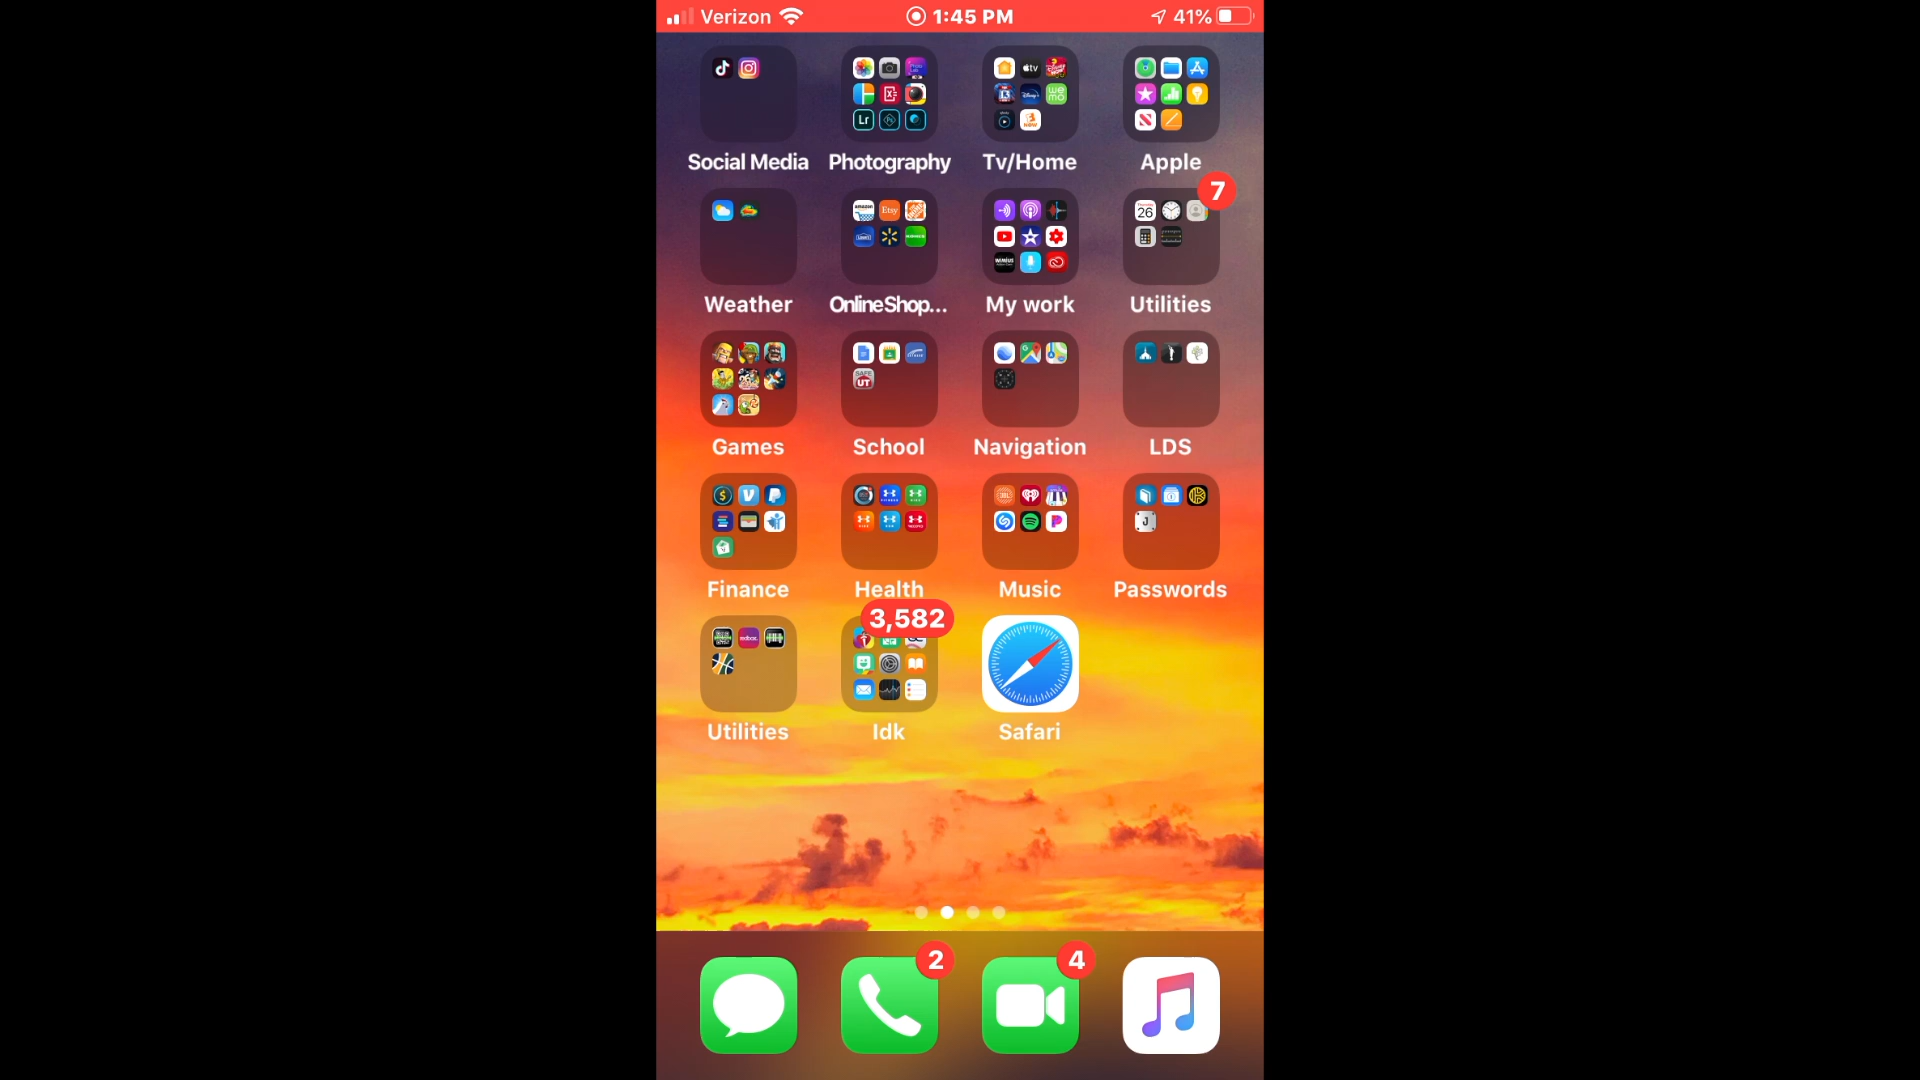 Verizon 1:45 PM 41%
Social Media Photography Tv/Home Apple
7
Weather OnlineShop... My work Utilities
Games School Navigation LDS
Finance Health Music Passwords
3,582
Utilities Idk Safari
2 4